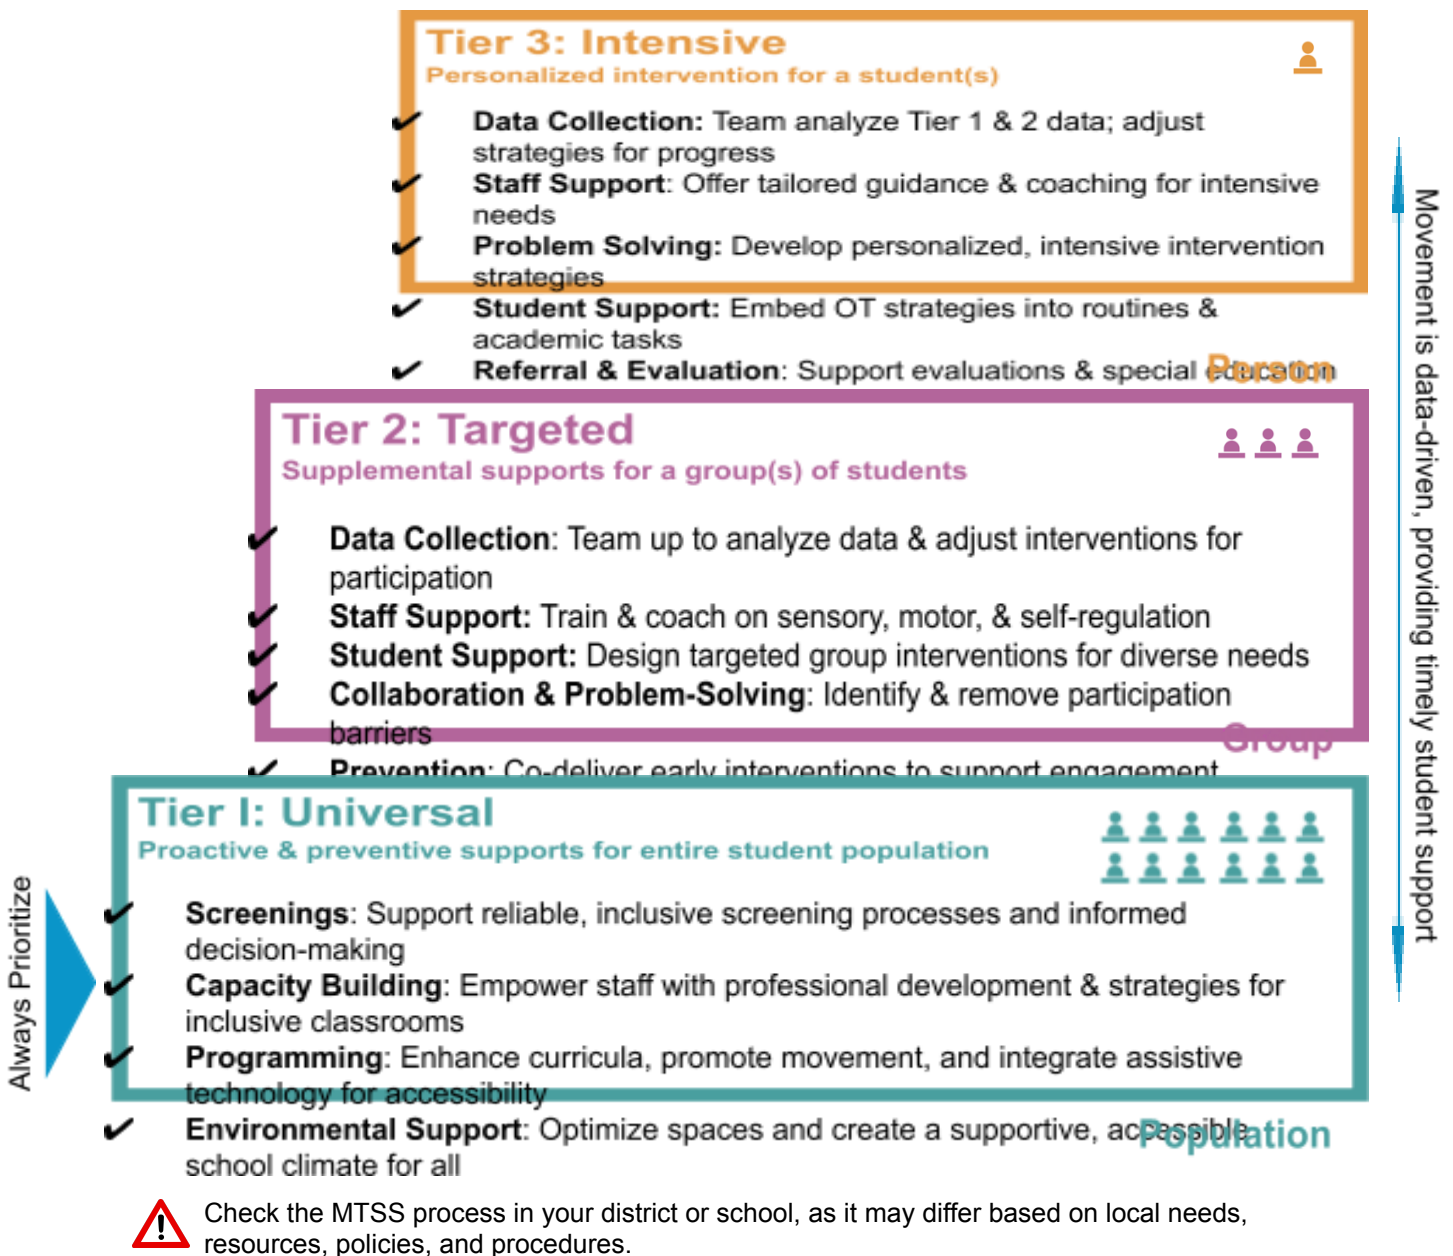 Tier 3: Intensive
Personalized intervention for a student(s)
✔ Data Collection: Team analyze Tier 1 & 2 data; adjust
strategies for progress
✔ Staff Support: Offer tailored guidance & coaching for intensive
needs
✔ Problem Solving: Develop personalized, intensive intervention
strategies
✔ Student Support: Embed OT strategies into routines &
academic tasks
✔ Referral & Evaluation: Support evaluations & special education
Person
Tier 2: Targeted
Supplemental supports for a group(s) of students
✔ Data Collection: Team up to analyze data & adjust interventions for
participation
✔ Staff Support: Train & coach on sensory, motor, & self-regulation
✔ Student Support: Design targeted group interventions for diverse needs
✔ Collaboration & Problem-Solving: Identify & remove participation
barriers
Group
✔ Prevention: Co-deliver early interventions to support engagement
Tier I: Universal
Proactive & preventive supports for entire student population
✔ Screenings: Support reliable, inclusive screening processes and informed
decision-making
✔ Capacity Building: Empower staff with professional development & strategies for
inclusive classrooms
✔ Programming: Enhance curricula, promote movement, and integrate assistive
technology for accessibility
✔ Environmental Support: Optimize spaces and create a supportive, accessible
school climate for all
Population
Always Prioritize
Movement is data-driven, providing timely student support
Check the MTSS process in your district or school, as it may differ based on local needs,
resources, policies, and procedures.